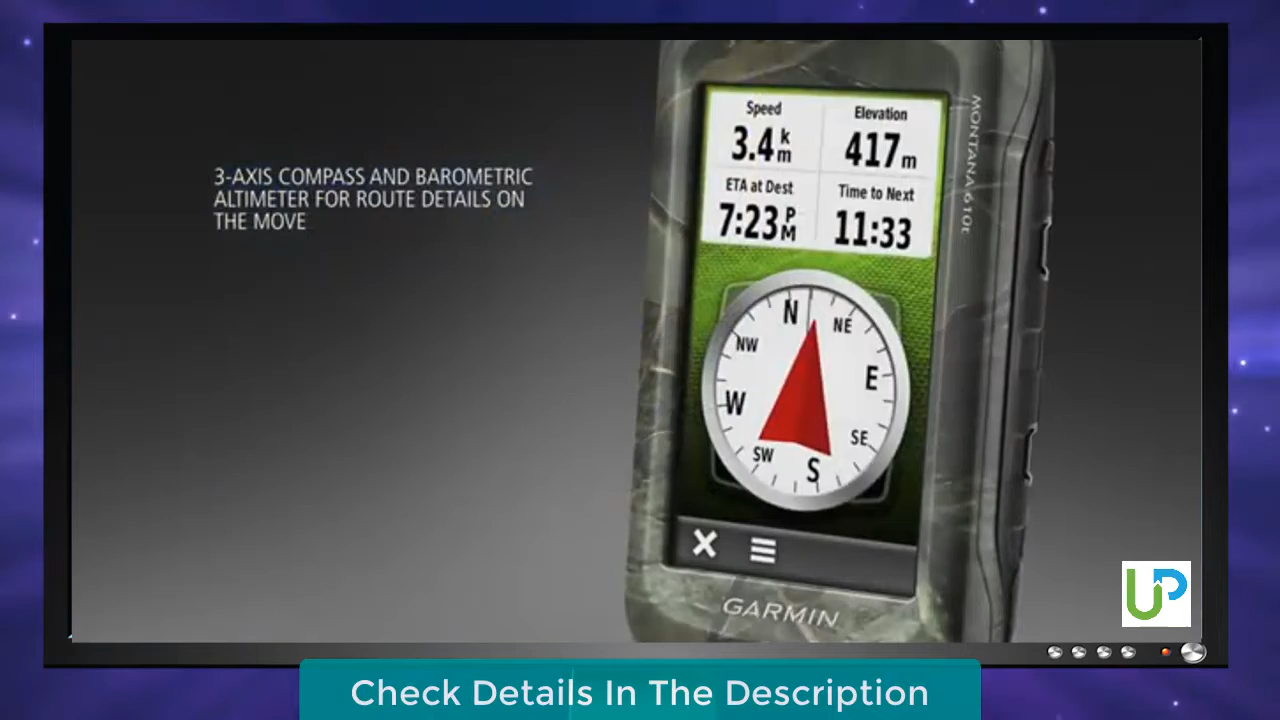 3-AXIS COMPASS AND BAROMETRIC
ALTIMETER FOR ROUTE DETAILS ON
THE MOVE
Speed
3.4 k m
Elevation
417 m
ETA at Dest
7:23 P M
Time to Next
11:33
N
NE
E
SE
S
SW
W
NW
GARMIN
MONTANA 610t
UP
Check Details In The Description